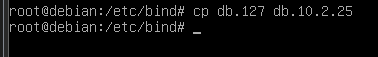 root@debian:/etc/bind# cp db.127 db.10.2.25
root@debian:/etc/bind# _